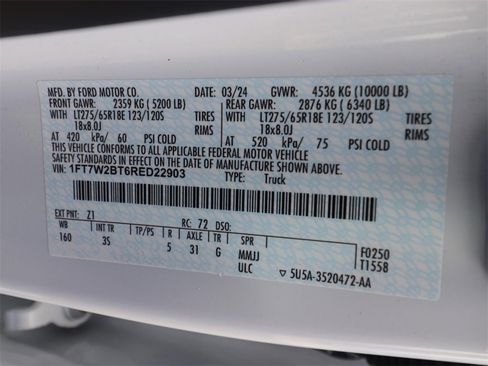 MFD. BY FORD MOTOR CO. DATE: 03/24 GVWR: 4536 KG (10000 LB)
FRONT GAWR: 2359 KG (5200 LB) REAR GAWR: 2876 KG (6340 LB)
WITH LT275/65R18E 123/120S WITH LT275/65R18E 123/120S
18x8.0J 18x8.0J
AT 420 kPa/ 60 PSI COLD AT 520 kPa/ 75 PSI COLD
THIS VEHICLE CONFORMS TO ALL APPLICABLE FEDERAL MOTOR VEHICLE
SAFETY STANDARDS IN EFFECT ON THE DATE OF MANUFACTURE SHOWN ABOVE.
VIN: 1FT7W2BT6RED22903 TYPE: Truck
EXT PNT: Z1 RC: 72 DSO: F0250
WB INT TR TP/PS R AXLE TR SPR T1558
160 3S 5 31 G MMJJ
ULC ▽ 5U5A-3520472-AA